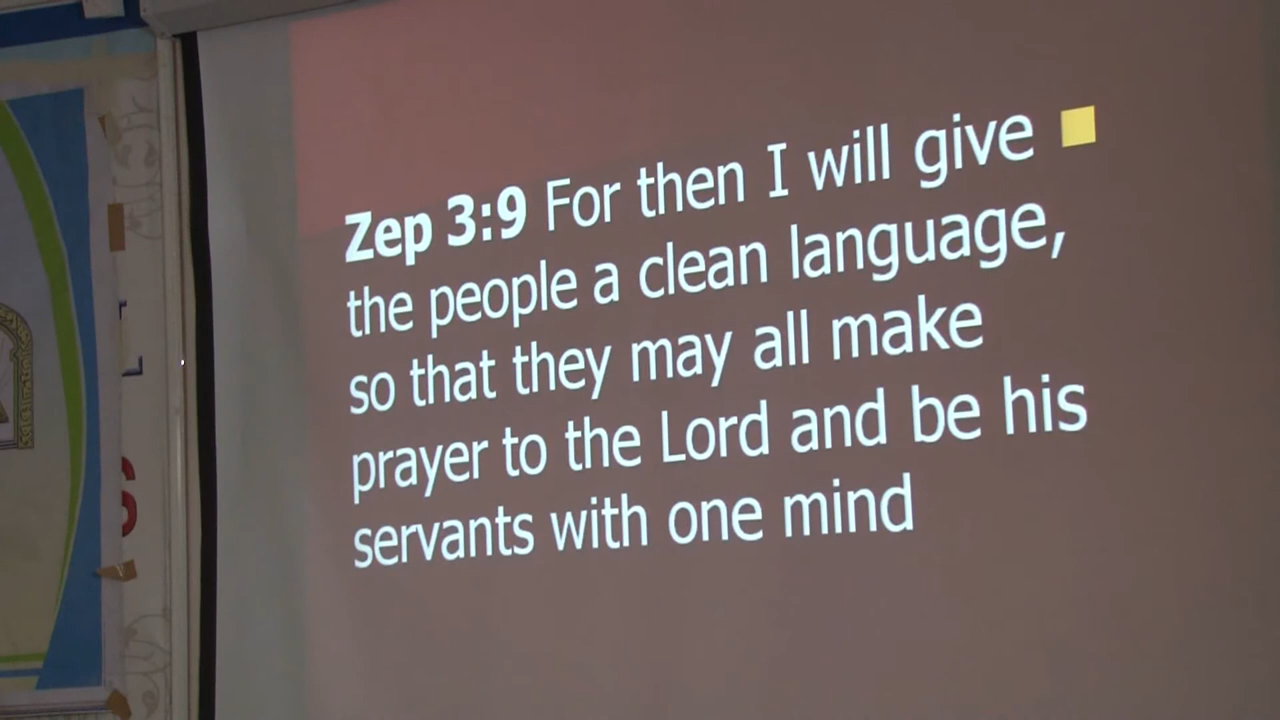 Zep 3:9 For then I will give
the people a clean language,
so that they may all make
prayer to the Lord and be his
servants with one mind